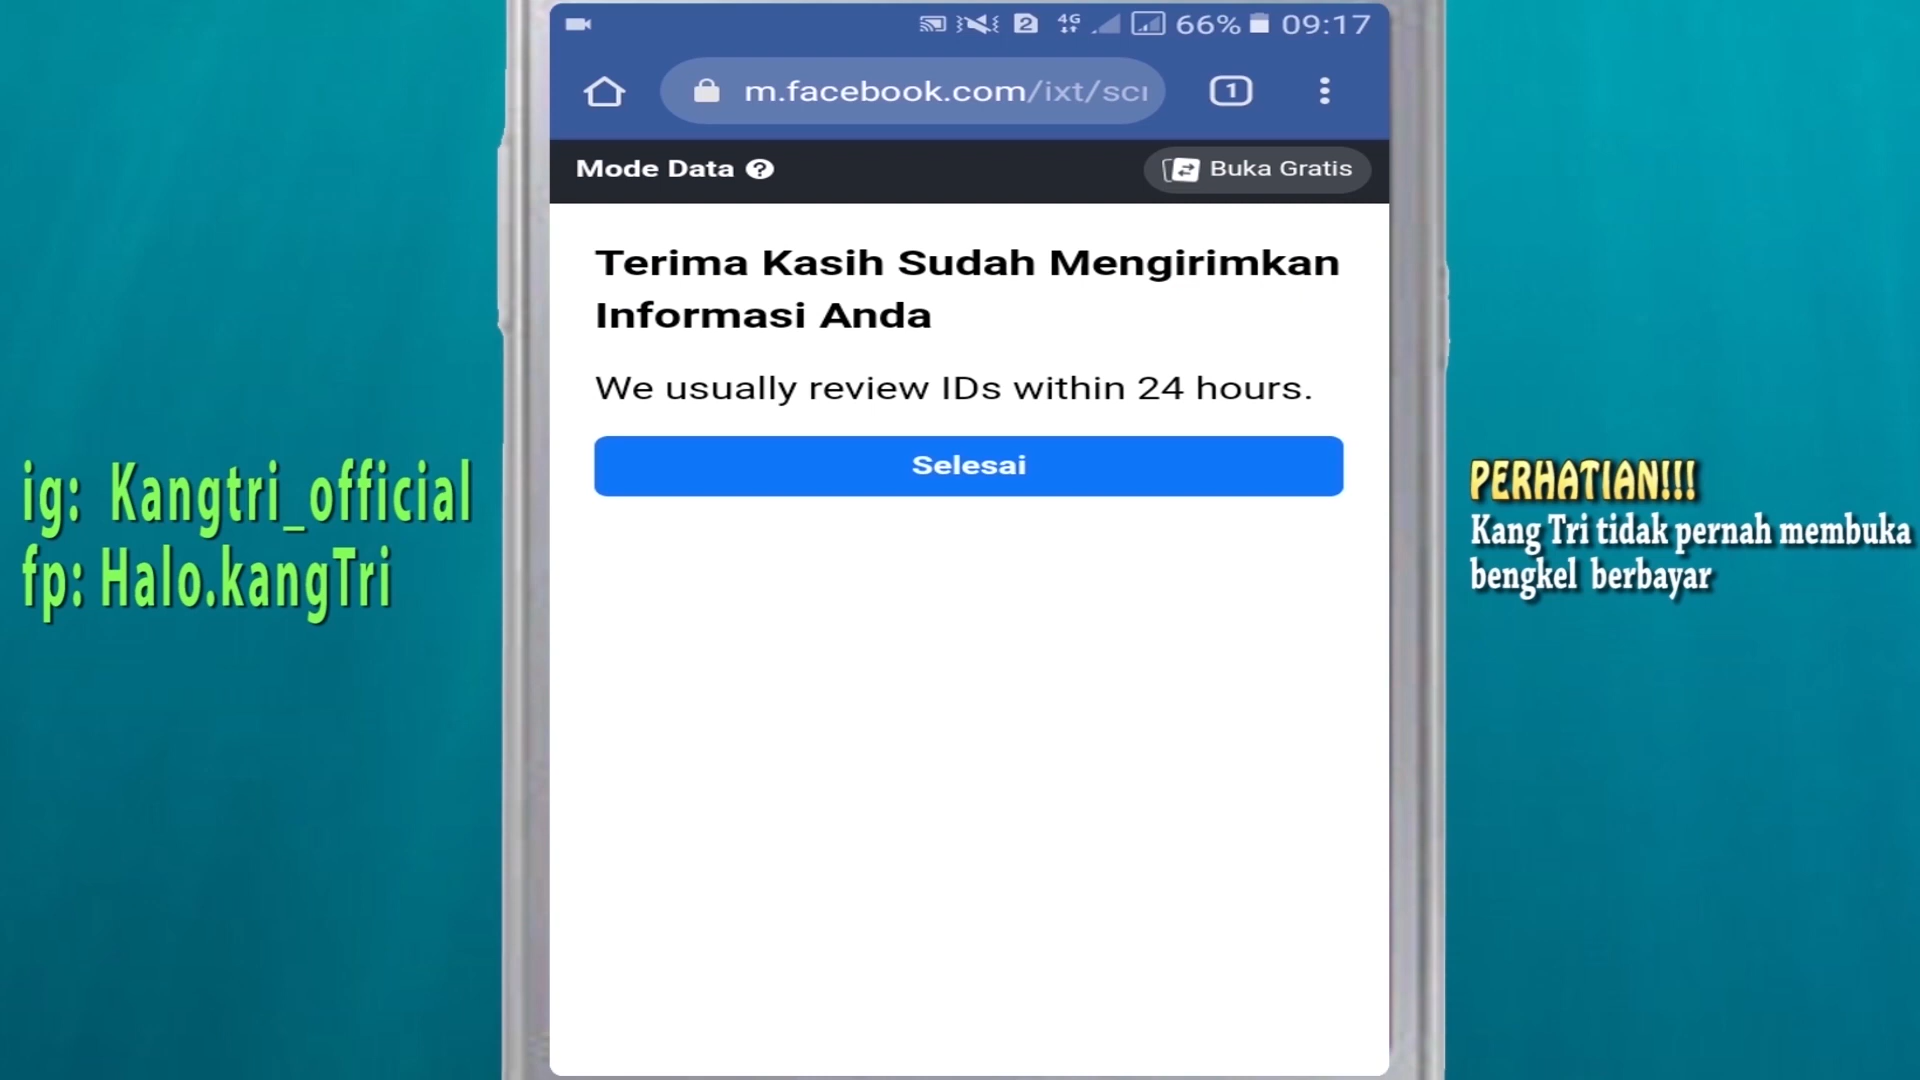 4G 66% 09:17
m.facebook.com/ixt/scr
1
Mode Data
Buka Gratis
Terima Kasih Sudah Mengirimkan
Informasi Anda
We usually review IDs within 24 hours.
Selesai
ig: Kangtri_official
fp: Halo.kangTri
PERHATIAN!!!
Kang Tri tidak pernah membuka
bengkel berbayar